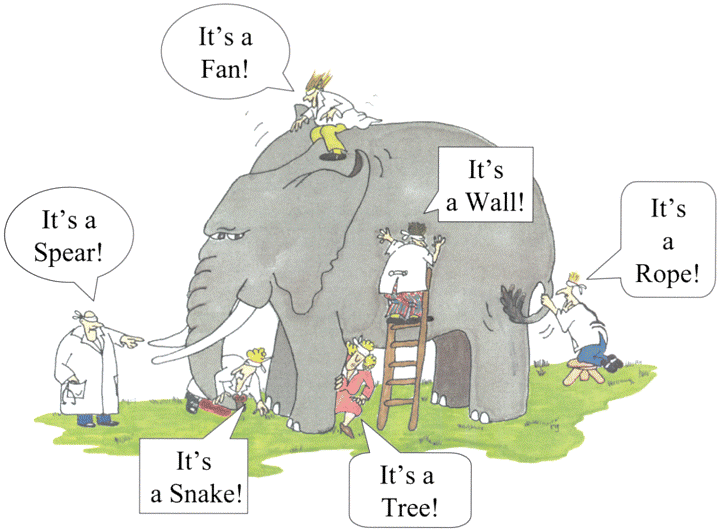 It's a
Fan!
It's
a Wall!
It's
a
Rope!
It's a
Spear!
It's
a Snake!
It's a
Tree!